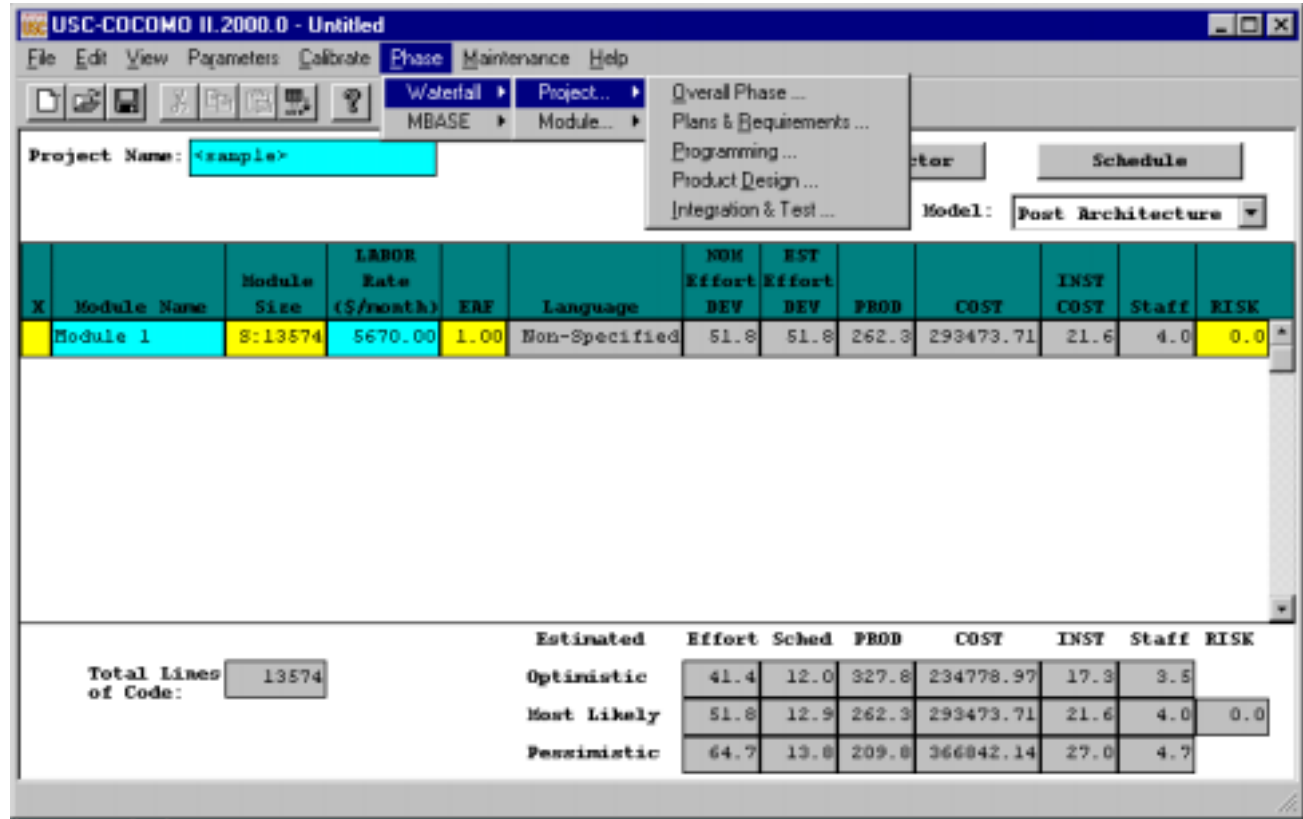 USC-COCOMO II.2000.0 - Untitled
File Edit View Parameters Calibrate Phase Maintenance Help
Waterfall Project... Overall Phase ...
MBASE Module... Plans & Requirements ...
Programming ...
Product Design ...
Integration & Test ...
Project Name: <sample>
Schedule
Model: Post Architecture
X Module Name Module Size LABOR Rate ($/month) EAF Language NOM Effort DEV EST Effort DEV PROD COST INST COST Staff RISK
Module 1 S:13574 5670.00 1.00 Non-Specified 51.8 51.8 262.3 293473.71 21.6 4.0 0.0
Estimated Effort Sched PROD COST INST Staff RISK
Total Lines of Code: 13574
Optimistic 41.4 12.0 327.8 234778.97 17.3 3.5
Most Likely 51.8 12.9 262.3 293473.71 21.6 4.0 0.0
Pessimistic 64.7 13.8 209.8 366842.14 27.0 4.7